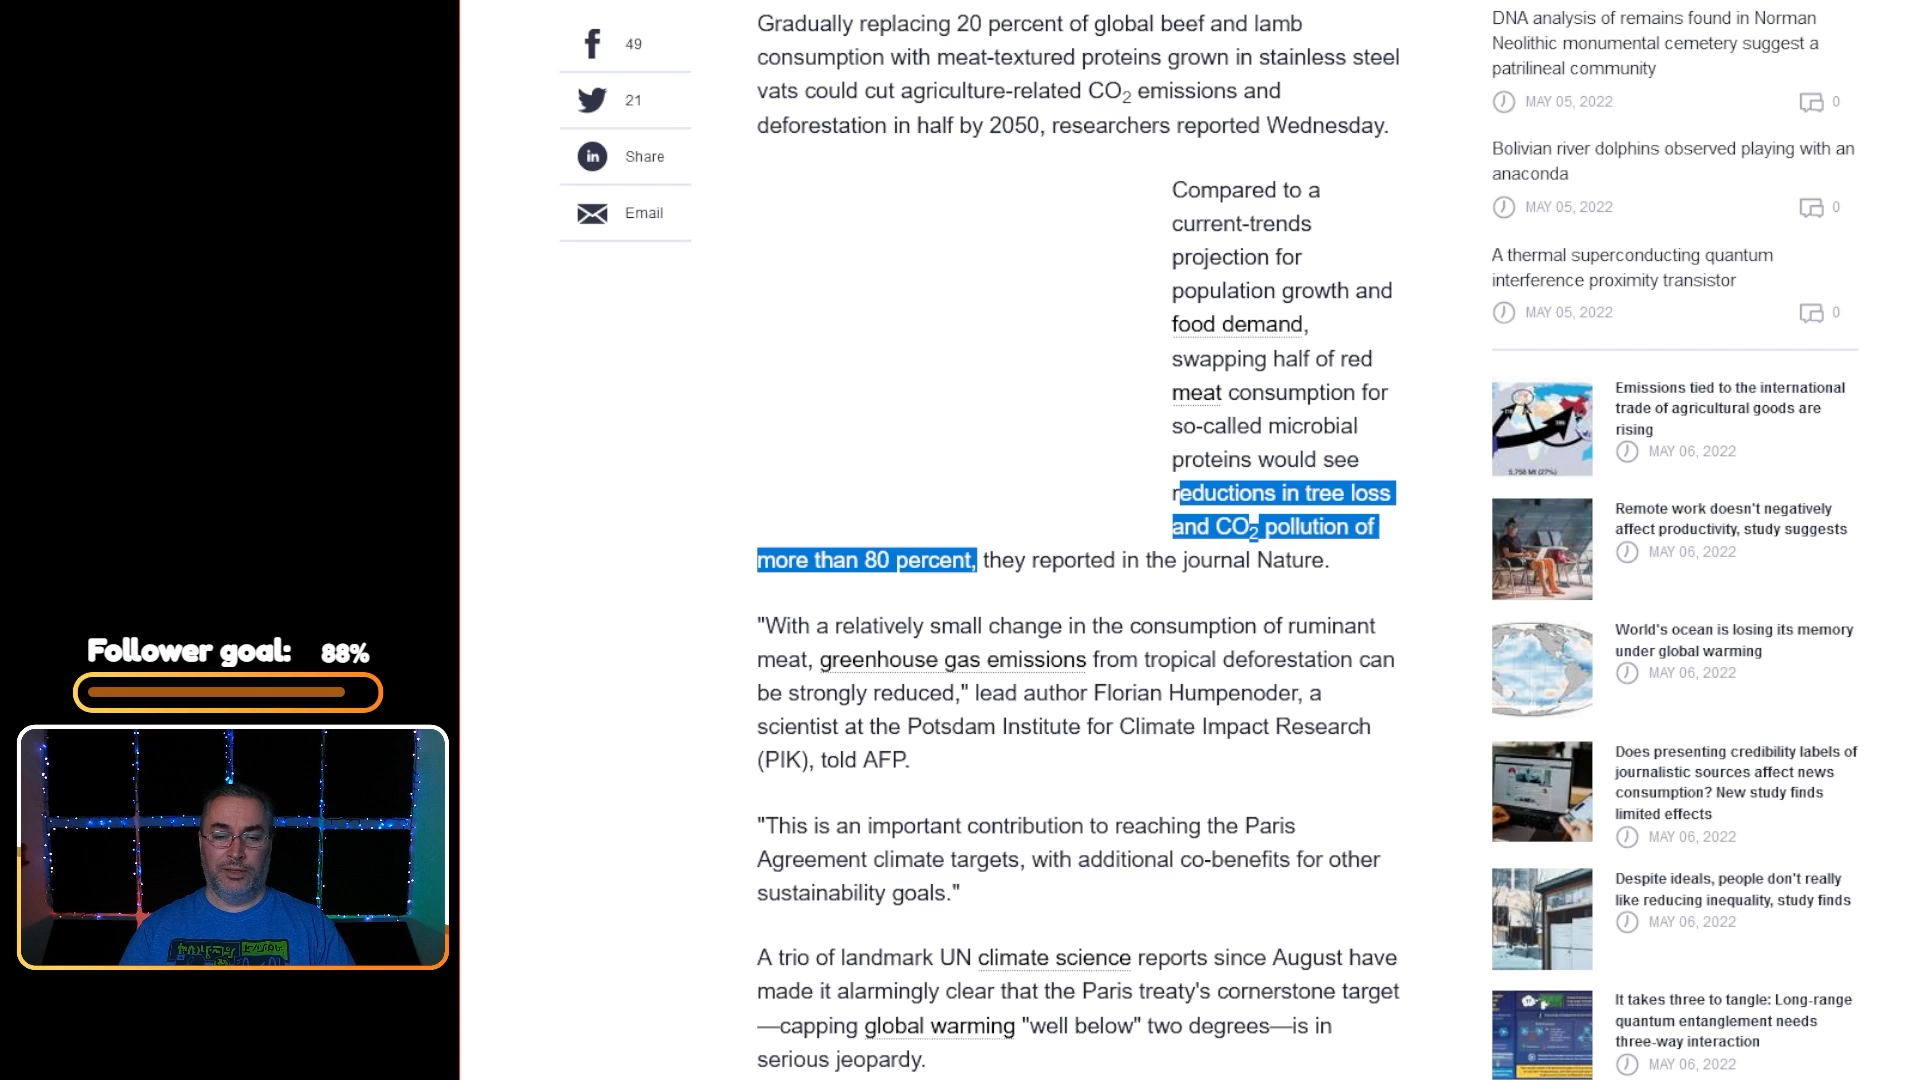 49
21
Share
Email
Gradually replacing 20 percent of global beef and lamb
consumption with meat-textured proteins grown in stainless steel
vats could cut agriculture-related CO2 emissions and
deforestation in half by 2050, researchers reported Wednesday.
Compared to a
current-trends
projection for
population growth and
food demand,
swapping half of red
meat consumption for
so-called microbial
proteins would see
reductions in tree loss
and CO2 pollution of
more than 80 percent, they reported in the journal Nature.
"With a relatively small change in the consumption of ruminant
meat, greenhouse gas emissions from tropical deforestation can
be strongly reduced," lead author Florian Humpenoder, a
scientist at the Potsdam Institute for Climate Impact Research
(PIK), told AFP.
"This is an important contribution to reaching the Paris
Agreement climate targets, with additional co-benefits for other
sustainability goals."
A trio of landmark UN climate science reports since August have
made it alarmingly clear that the Paris treaty's cornerstone target
—capping global warming "well below" two degrees—is in
serious jeopardy.
DNA analysis of remains found in Norman
Neolithic monumental cemetery suggest a
patrilineal community
MAY 05, 2022 0
Bolivian river dolphins observed playing with an
anaconda
MAY 05, 2022 0
A thermal superconducting quantum
interference proximity transistor
MAY 05, 2022 0
Emissions tied to the international
trade of agricultural goods are
rising
MAY 06, 2022
Remote work doesn't negatively
affect productivity, study suggests
MAY 06, 2022
World's ocean is losing its memory
under global warming
MAY 06, 2022
Does presenting credibility labels of
journalistic sources affect news
consumption? New study finds
limited effects
MAY 06, 2022
Despite ideals, people don't really
like reducing inequality, study finds
MAY 06, 2022
It takes three to tangle: Long-range
quantum entanglement needs
three-way interaction
MAY 06, 2022
Follower goal: 88%